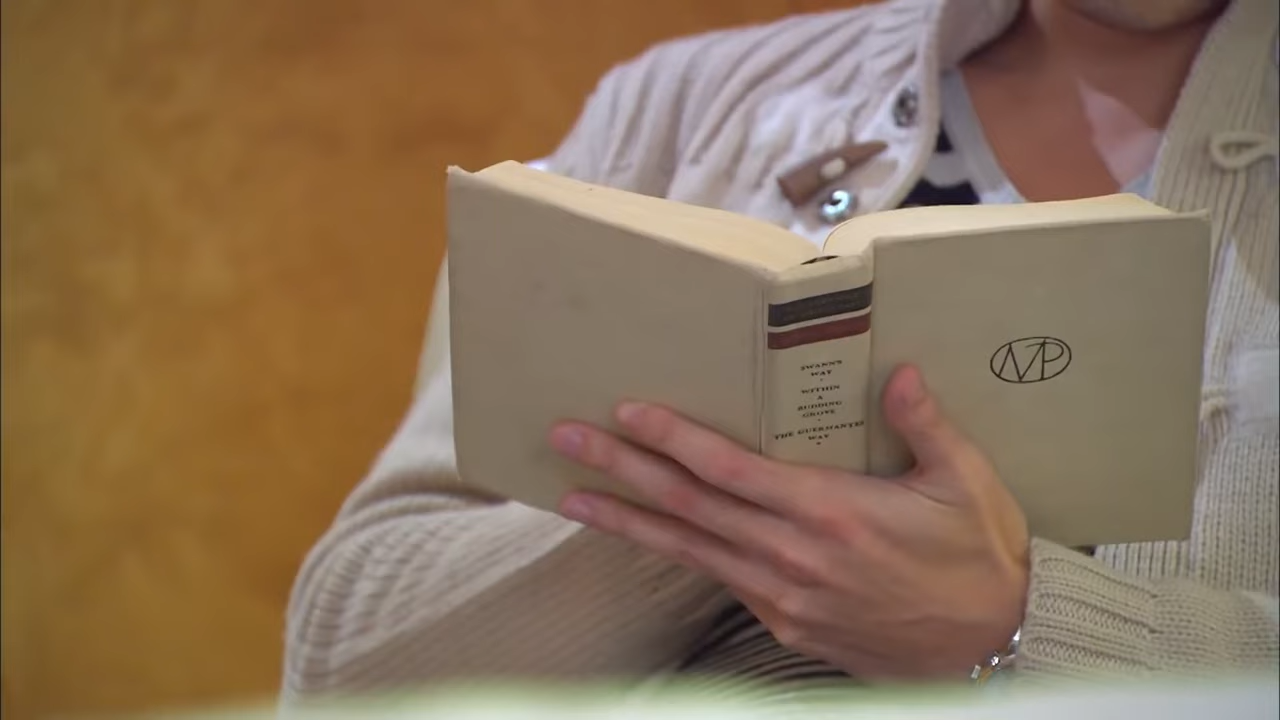 SWANN'S
WAY
WITHIN
A
BUDDING
GROVE
THE GUERMANTES
WAY
MP